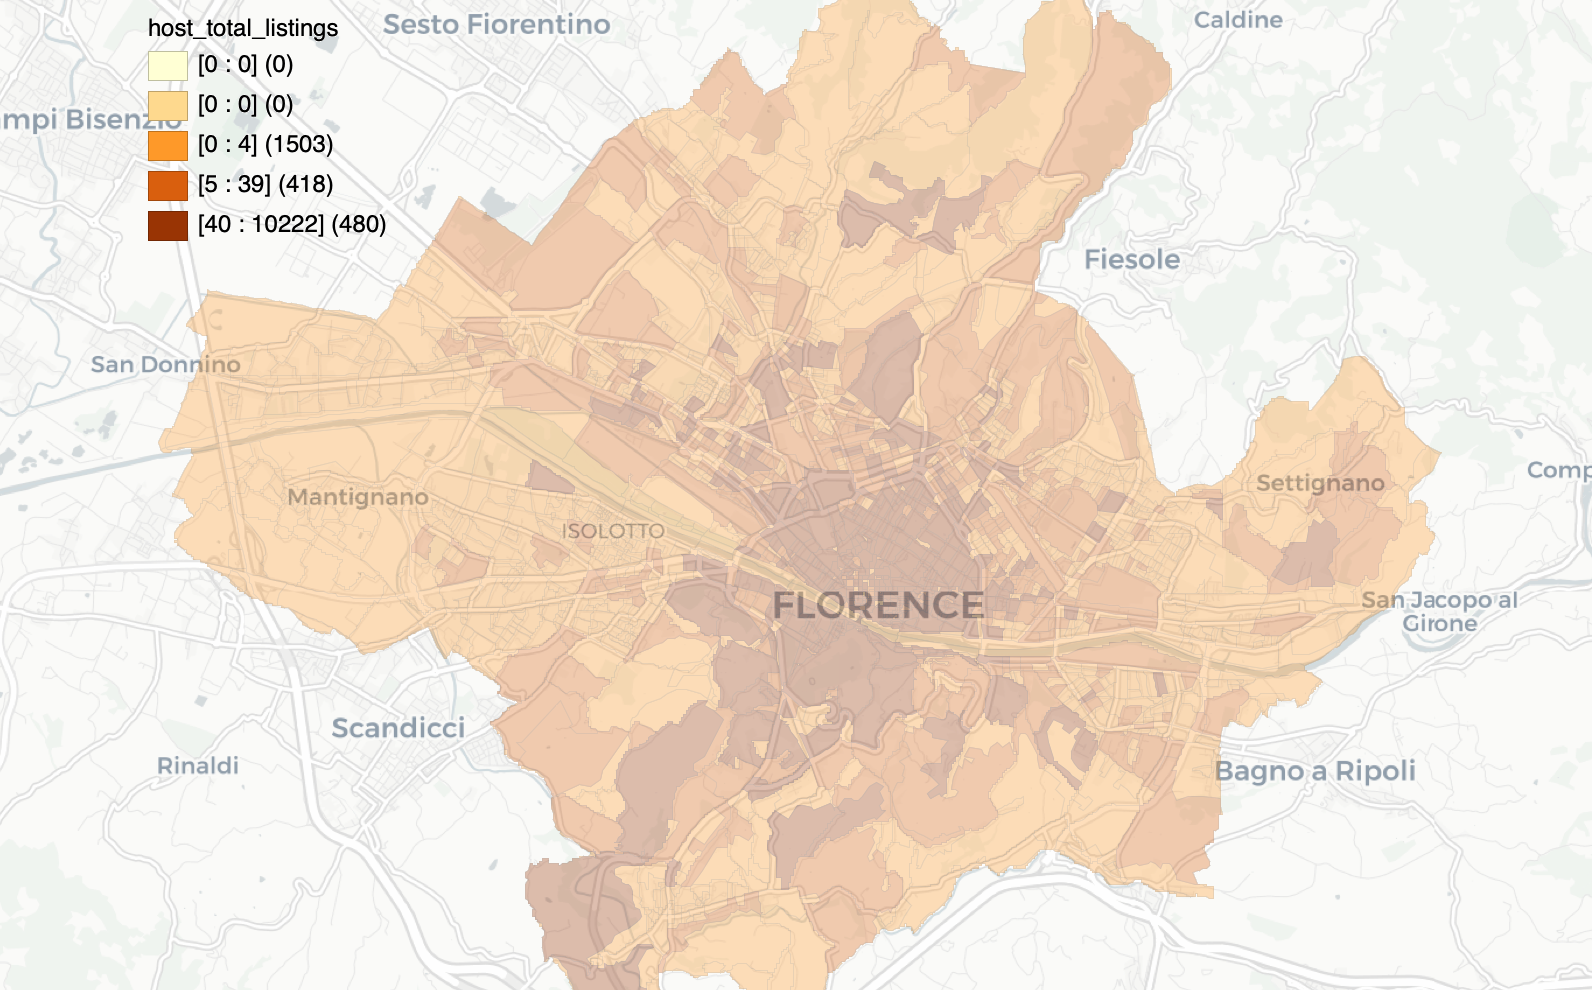 host_total_listings
[0 : 0] (0)
[0 : 0] (0)
[0 : 4] (1503)
[5 : 39] (418)
[40 : 10222] (480)
Sesto Fiorentino
Caldine
mpi Bisenzio
Fiesole
San Donnino
Settignano
Comp
Mantignano
ISOLOTTO
FLORENCE
San Jacopo al
Girone
Scandicci
Rinaldi
Bagno a Ripoli